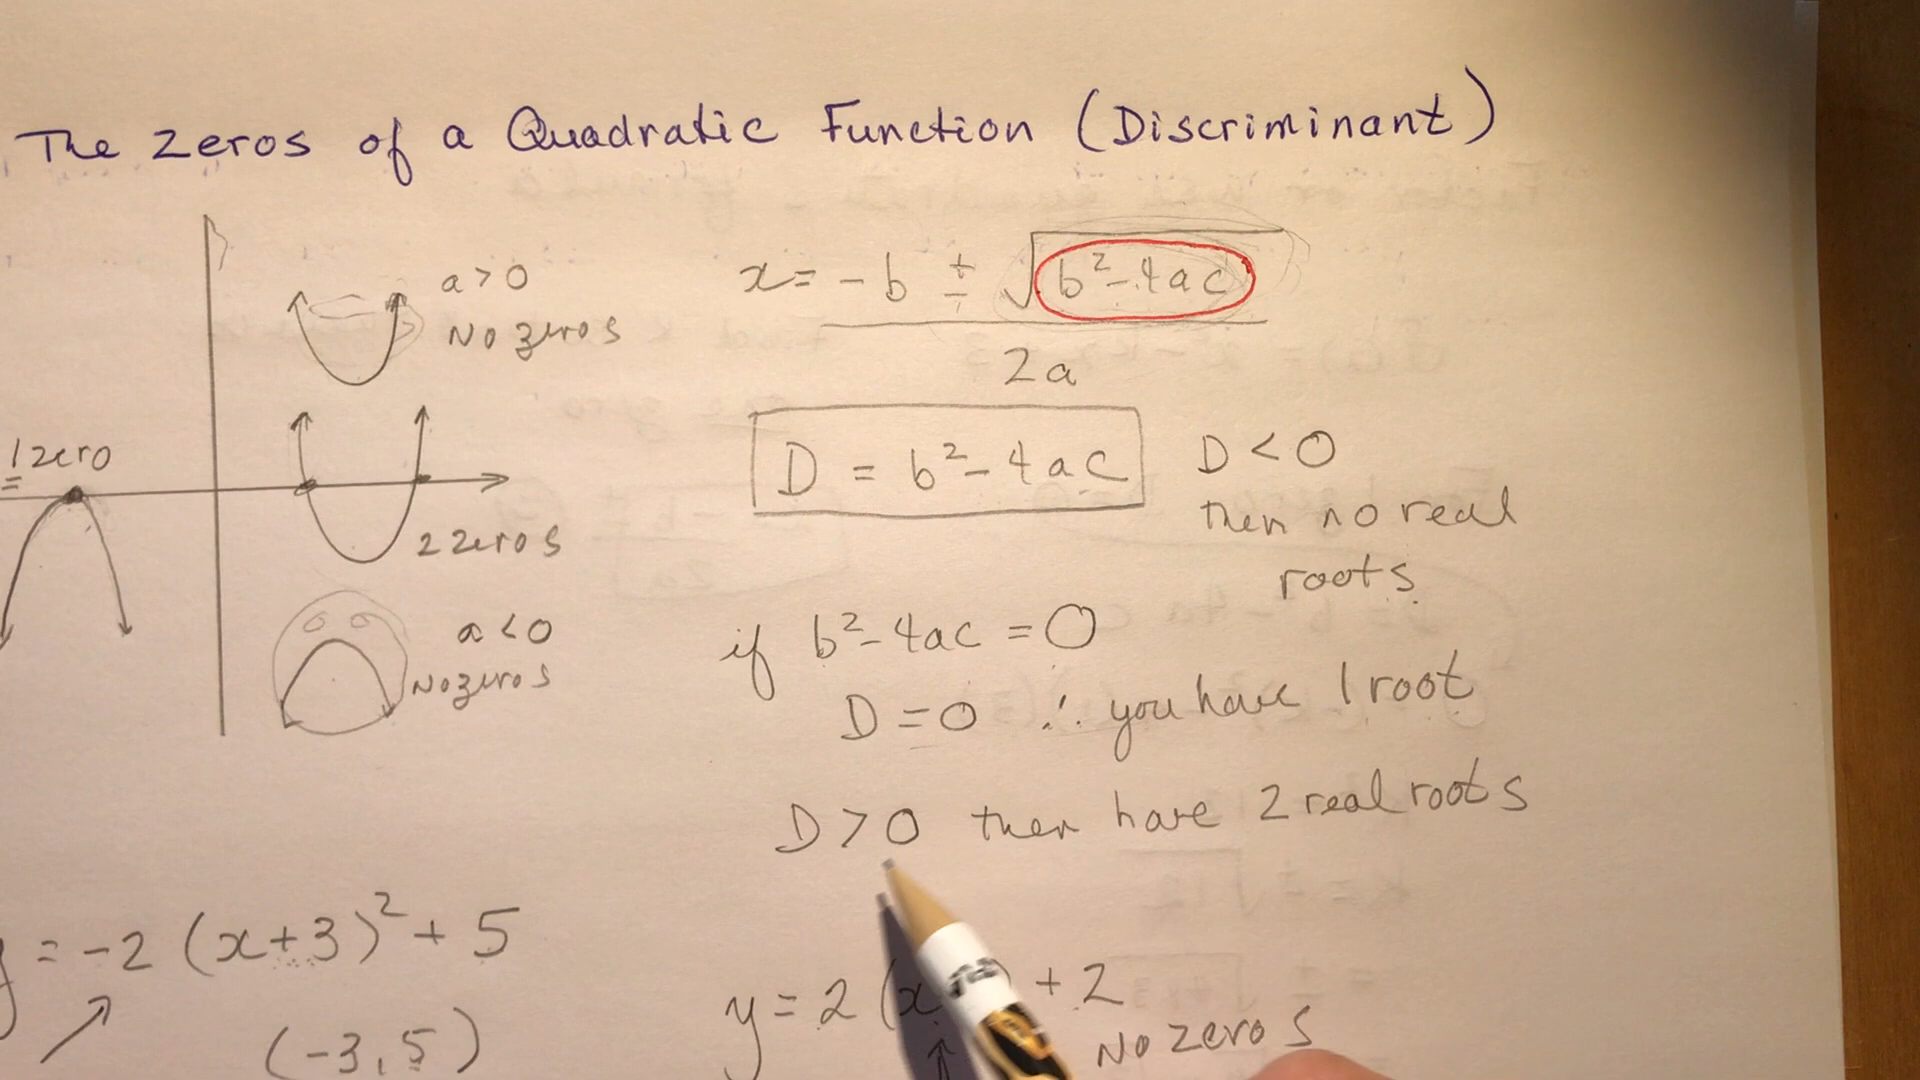 The Zeros of a Quadratic Function (Discriminant)
a > 0
No zeros
1 zero
2 zeros
a < 0
No zeros
x = -b ± √b²-4ac
2a
D = b²-4ac
D < 0
then no real
roots
if b²-4ac = 0
D = 0 ∴ you have 1 root
D > 0 then have 2 real roots
y = -2(x+3)² + 5
(-3, 5)
y = 2(x + 2
No zeros